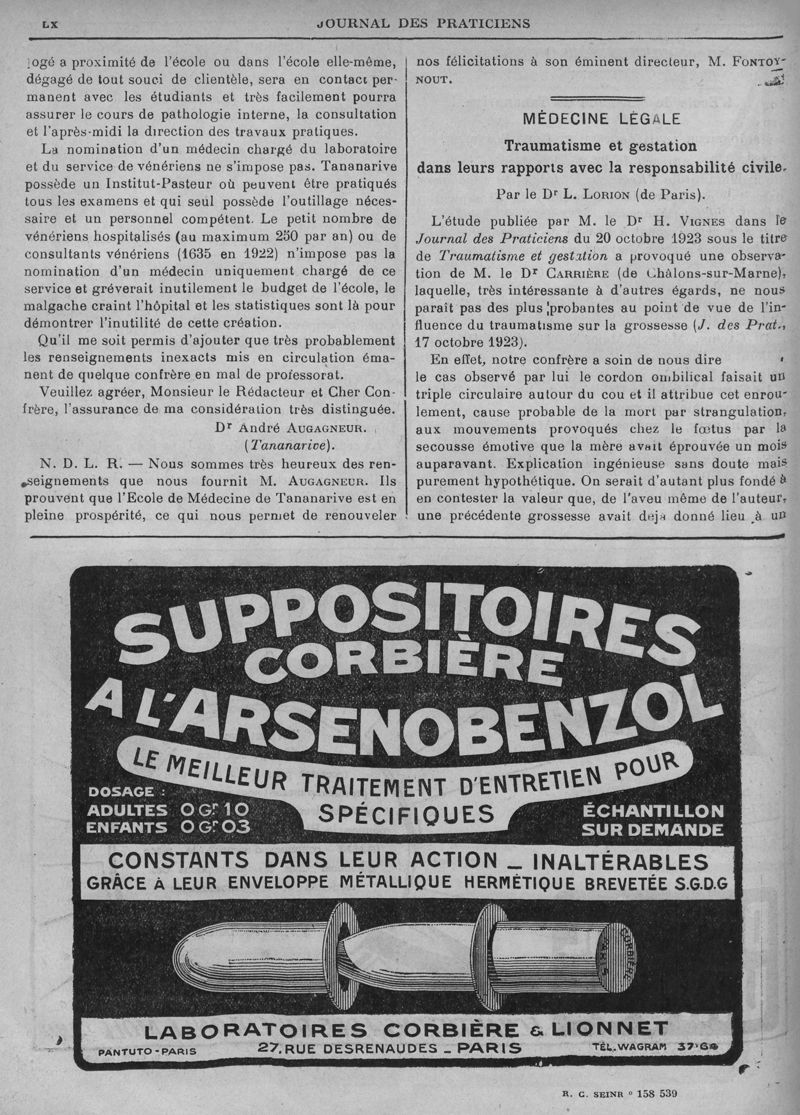 LX
JOURNAL DES PRATICIENS
logé a proximité de l'école ou dans l'école elle-même,
dégagé de tout souci de clientèle, sera en contact per-
manent avec les étudiants et très facilement pourra
assurer le cours de pathologie interne, la consultation
et l'après-midi la direction des travaux pratiques.
La nomination d'un médecin chargé du laboratoire
et du service de vénériens ne s'impose pas. Tananarive
possède un Institut-Pasteur où peuvent être pratiqués
tous les examens et qui seul possède l'outillage néces-
saire et un personnel compétent. Le petit nombre de
vénériens hospitalisés (au maximum 250 par an) ou de
consultants vénériens (1635 en 1922) n'impose pas la
nomination d'un médecin uniquement chargé de ce
service et gréverait inutilement le budget de l'école, le
malgache craint l'hôpital et les statistiques sont là pour
démontrer l'inutilité de cette création.
Qu'il me soit permis d'ajouter que très probablement
les renseignements inexacts mis en circulation éma-
nent de quelque confrère en mal de professorat.
Veuillez agréer, Monsieur le Rédacteur et Cher Con-
frère, l'assurance de ma considération très distinguée.
Dr André AUGAGNEUR.
(Tananarive).
N. D. L. R. — Nous sommes très heureux des ren-
seignements que nous fournit M. AUGAGNEUR. Ils
prouvent que l'Ecole de Médecine de Tananarive est en
pleine prospérité, ce qui nous permet de renouveler
nos félicitations à son éminent directeur, M. FONTOY-
NOUT.
MÉDECINE LÉGALE
Traumatisme et gestation
dans leurs rapports avec la responsabilité civile.
Par le Dr L. LORION (de Paris).
L'étude publiée par M. le Dr H. VIGNES dans le
Journal des Praticiens du 20 octobre 1923 sous le titre
de Traumatisme et gestation a provoqué une observa-
tion de M. le Dr CARRIÈRE (de Châlons-sur-Marne),
laquelle, très intéressante à d'autres égards, ne nous
paraît pas des plus probantes au point de vue de l'in-
fluence du traumatisme sur la grossesse (J. des Prat.,
17 octobre 1923).
En effet, notre confrère a soin de nous dire
le cas observé par lui le cordon ombilical faisait un
triple circulaire autour du cou et il attribue cet enrou-
lement, cause probable de la mort par strangulation,
aux mouvements provoqués chez le fœtus par la
secousse émotive que la mère avait éprouvée un mois
auparavant. Explication ingénieuse sans doute mais
purement hypothétique. On serait d'autant plus fondé à
en contester la valeur que, de l'aveu même de l'auteur,
une précédente grossesse avait deja donné lieu à un
SUPPOSITOIRES
CORBIÈRE
A L'ARSENOBENZOL
LE MEILLEUR TRAITEMENT D'ENTRETIEN POUR
SPÉCIFIQUES
DOSAGE :
ADULTES 0 Gr 10
ENFANTS 0 Gr 03
ÉCHANTILLON
SUR DEMANDE
CONSTANTS DANS LEUR ACTION _ INALTÉRABLES
GRÂCE À LEUR ENVELOPPE MÉTALLIQUE HERMÉTIQUE BREVETÉE S.G.D.G
CORBIÈRE
PARIS
LABORATOIRES CORBIÈRE & LIONNET
PANTUTO-PARIS
27. RUE DESRENAUDES _ PARIS
TÉL. WAGRAM
R. C. SEINR ° 158 539